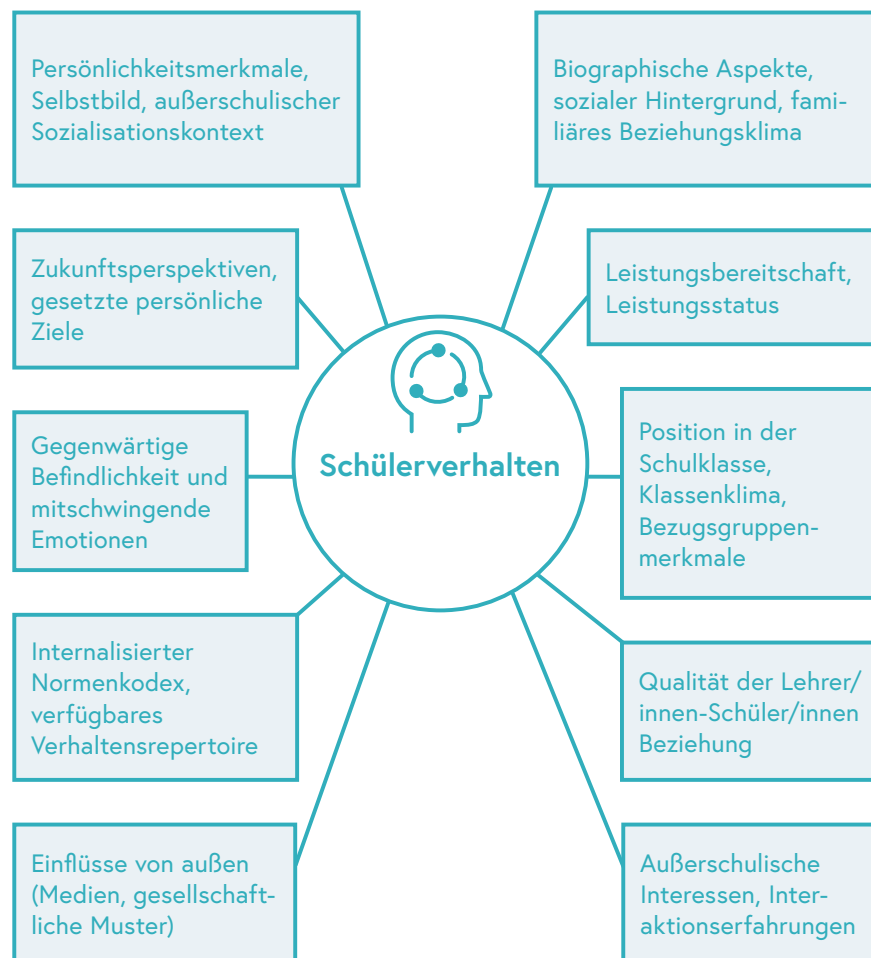 Persönlichkeitsmerkmale,
Selbstbild, außerschulischer
Sozialisationskontext
Biographische Aspekte,
sozialer Hintergrund, fami-
liäres Beziehungsklima
Zukunftsperspektiven,
gesetzte persönliche
Ziele
Leistungsbereitschaft,
Leistungsstatus
Schülerverhalten
Gegenwärtige
Befindlichkeit und
mitschwingende
Emotionen
Position in der
Schulklasse,
Klassenklima,
Bezugsgruppen-
merkmale
Internalisierter
Normenkodex,
verfügbares
Verhaltensrepertoire
Qualität der Lehrer/
innen-Schüler/innen
Beziehung
Einflüsse von außen
(Medien, gesellschaft-
liche Muster)
Außerschulische
Interessen, Inter-
aktionserfahrungen